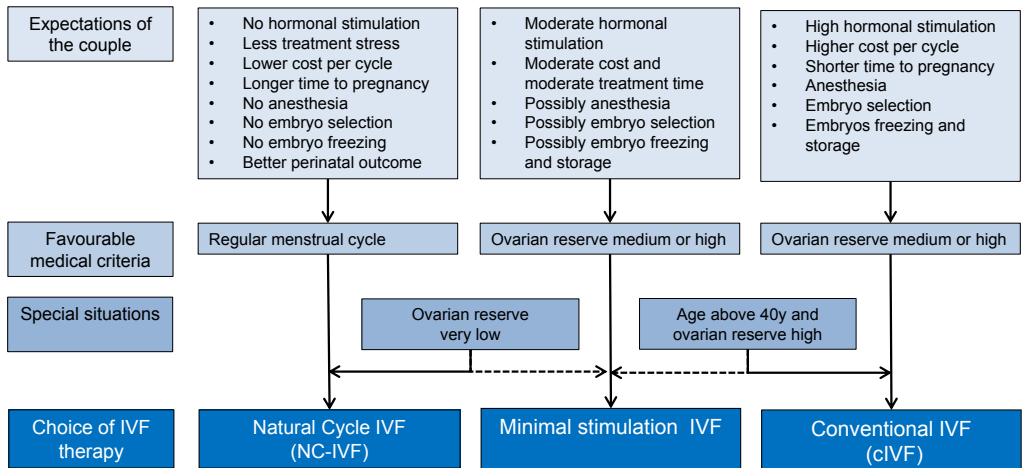 Expectations of
the couple
• No hormonal stimulation
• Less treatment stress
• Lower cost per cycle
• Longer time to pregnancy
• No anesthesia
• No embryo selection
• No embryo freezing
• Better perinatal outcome
• Moderate hormonal
stimulation
• Moderate cost and
moderate treatment time
• Possibly anesthesia
• Possibly embryo selection
• Possibly embryo freezing
and storage
• High hormonal stimulation
• Higher cost per cycle
• Shorter time to pregnancy
• Anesthesia
• Embryo selection
• Embryos freezing and
storage
Favourable
medical criteria
Regular menstrual cycle
Ovarian reserve medium or high
Ovarian reserve medium or high
Special situations
Ovarian reserve
very low
Age above 40y and
ovarian reserve high
Choice of IVF
therapy
Natural Cycle IVF
(NC-IVF)
Minimal stimulation IVF
Conventional IVF
(cIVF)